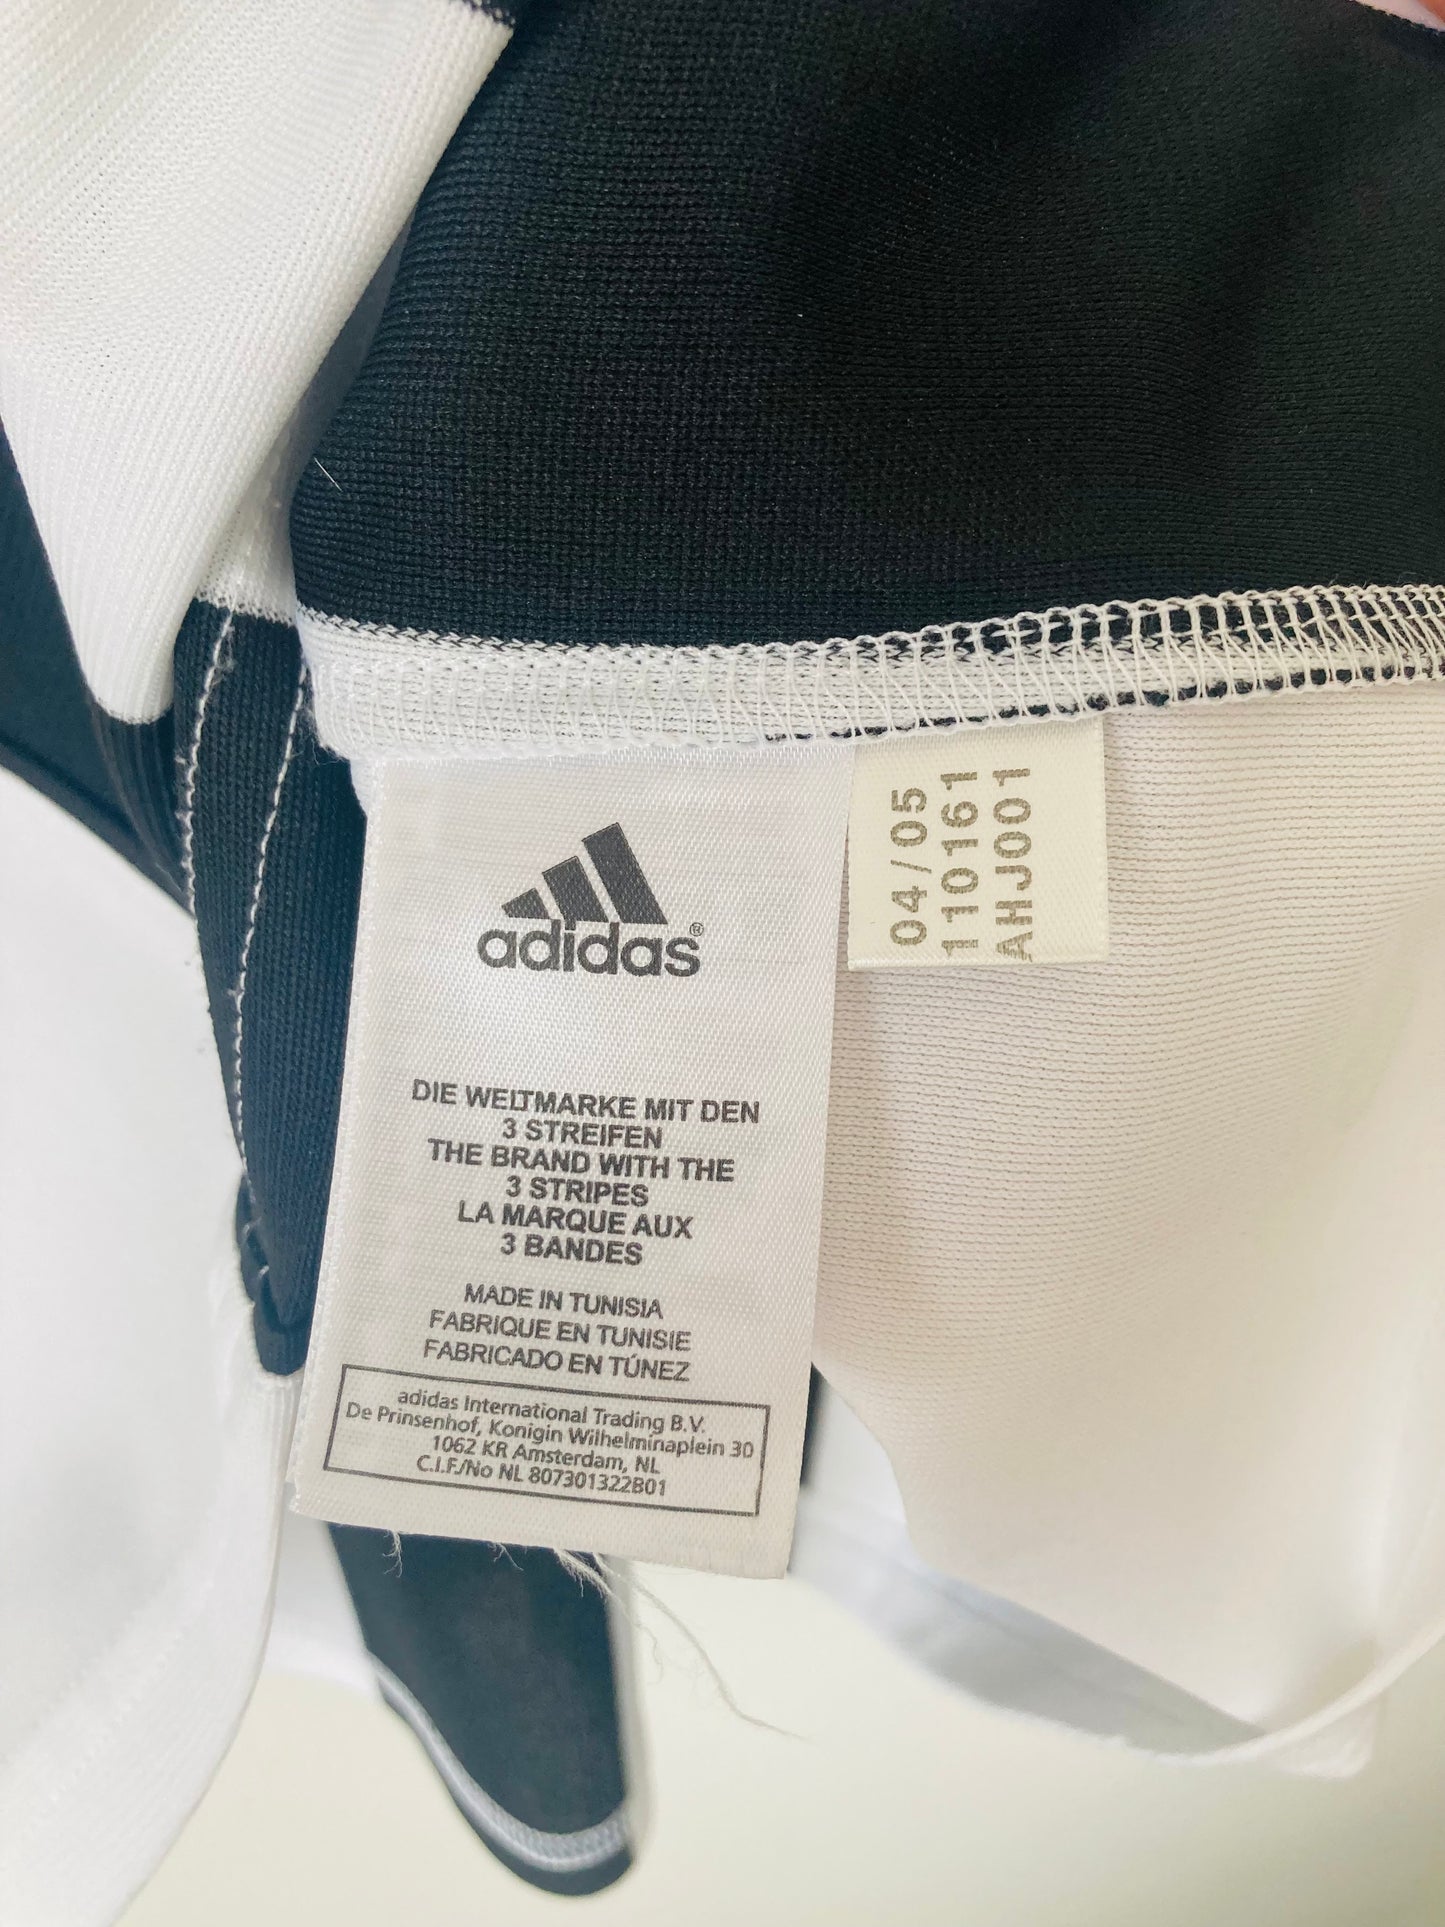 adidas®
DIE WELTMARKE MIT DEN
3 STREIFEN
THE BRAND WITH THE
3 STRIPES
LA MARQUE AUX
3 BANDES
MADE IN TUNISIA
FABRIQUE EN TUNISIE
FABRICADO EN TÚNEZ
adidas International Trading B.V.
De Prinsenhof, Konigin Wilhelminaplein 30
1062 KR Amsterdam, NL
C.I.F./No NL 807301322B01
04/05
110161
AHJ001